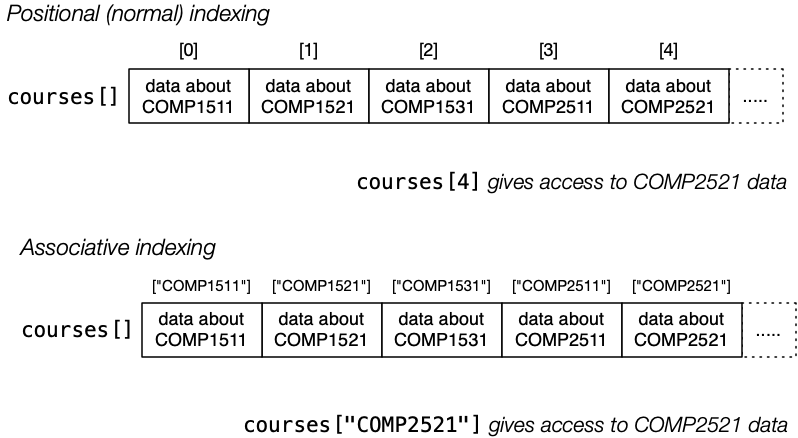 Positional (normal) indexing
[0] [1] [2] [3] [4]
courses[] data about data about data about data about data about .....
COMP1511 COMP1521 COMP1531 COMP2511 COMP2521
courses[4] gives access to COMP2521 data
Associative indexing
["COMP1511"] ["COMP1521"] ["COMP1531"] ["COMP2511"] ["COMP2521"]
courses[] data about data about data about data about data about .....
COMP1511 COMP1521 COMP1531 COMP2511 COMP2521
courses["COMP2521"] gives access to COMP2521 data